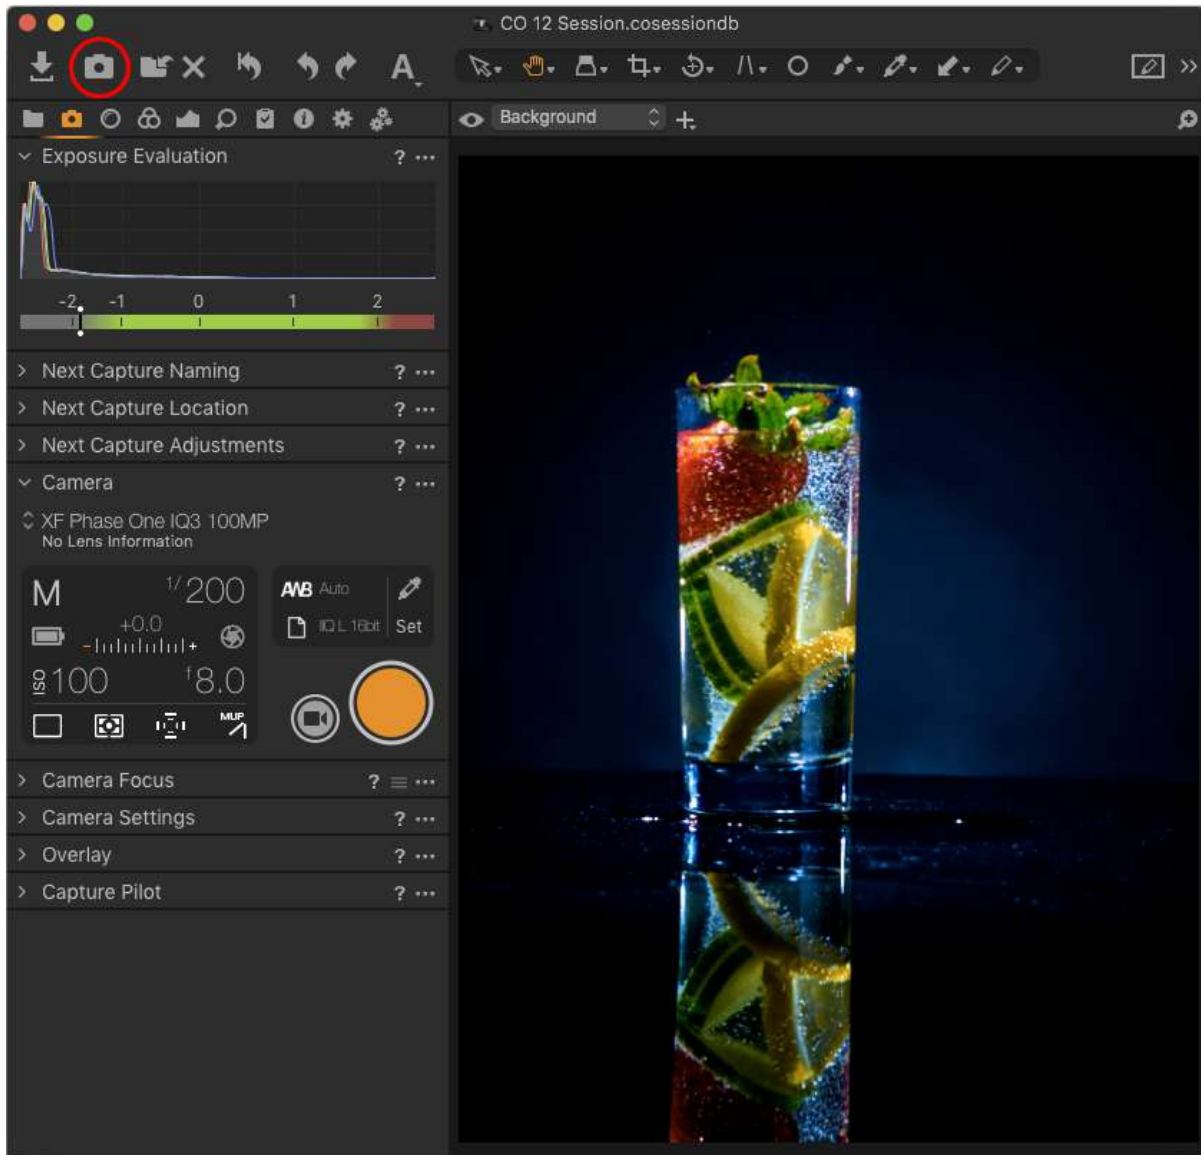 CO 12 Session.cosessiondb
A
Background
Exposure Evaluation ? ...
-2 -1 0 1 2
Next Capture Naming ? ...
Next Capture Location ? ...
Next Capture Adjustments ? ...
Camera ? ...
XF Phase One IQ3 100MP
No Lens Information
M 1/200
AWB Auto
+0.0
IIQ L 16bit Set
- +
ISO 100 f8.0
MUP
Camera Focus ? ...
Camera Settings ? ...
Overlay ? ...
Capture Pilot ? ...